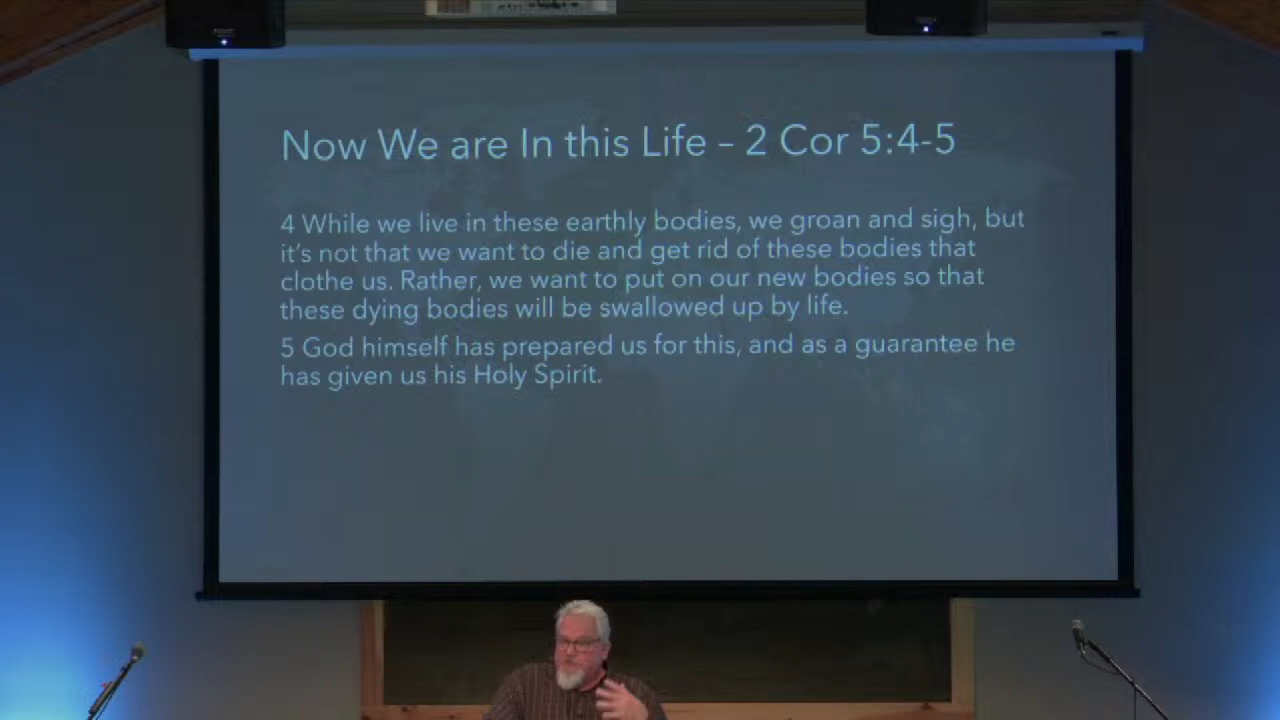 Now We are In this Life – 2 Cor 5:4-5
4 While we live in these earthly bodies, we groan and sigh, but
it's not that we want to die and get rid of these bodies that
clothe us. Rather, we want to put on our new bodies so that
these dying bodies will be swallowed up by life.
5 God himself has prepared us for this, and as a guarantee he
has given us his Holy Spirit.